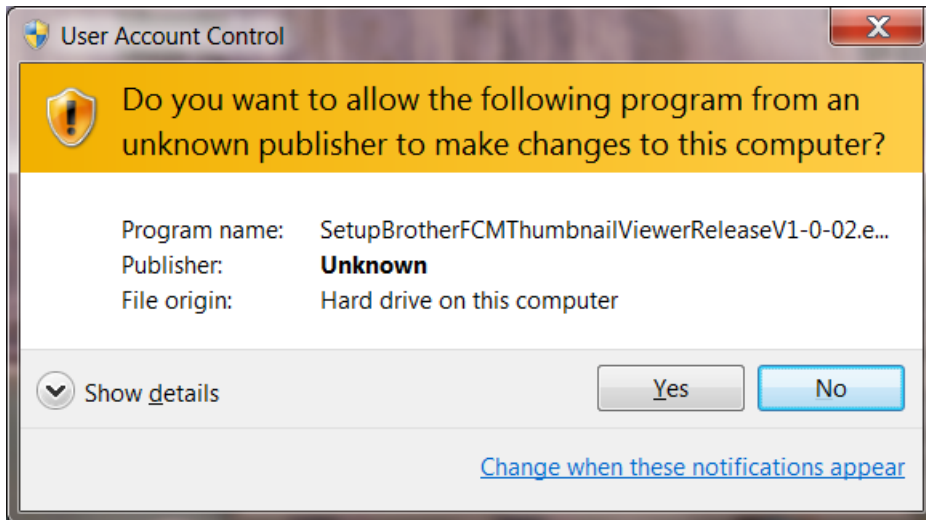 User Account Control
Do you want to allow the following program from an
unknown publisher to make changes to this computer?
Program name: SetupBrotherFCMThumbnailViewerReleaseV1-0-02.e...
Publisher: Unknown
File origin: Hard drive on this computer
Show details
Yes No
Change when these notifications appear